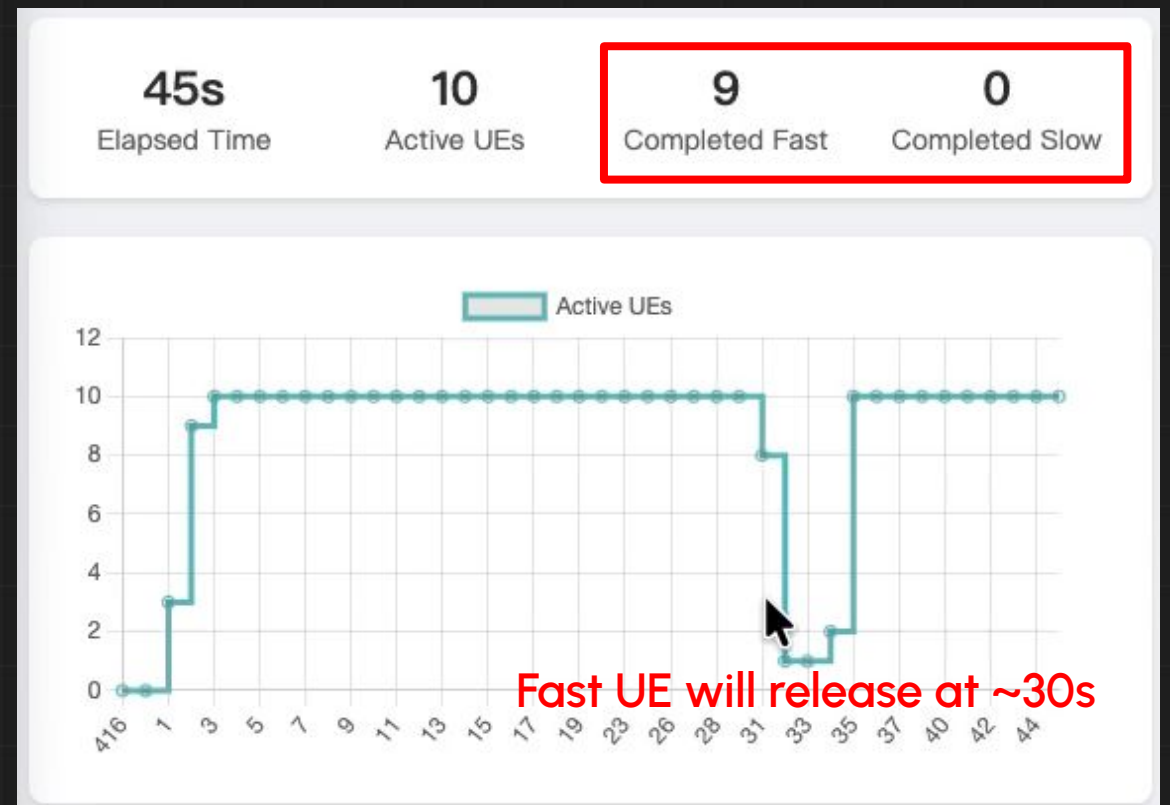 45s 10 9 0
Elapsed Time Active UEs Completed Fast Completed Slow
Active UEs
12
10
8
6
4
2
0
Fast UE will release at ~30s
416 1 3 5 7 9 11 13 15 17 19 23 26 28 31 33 35 37 40 42 44